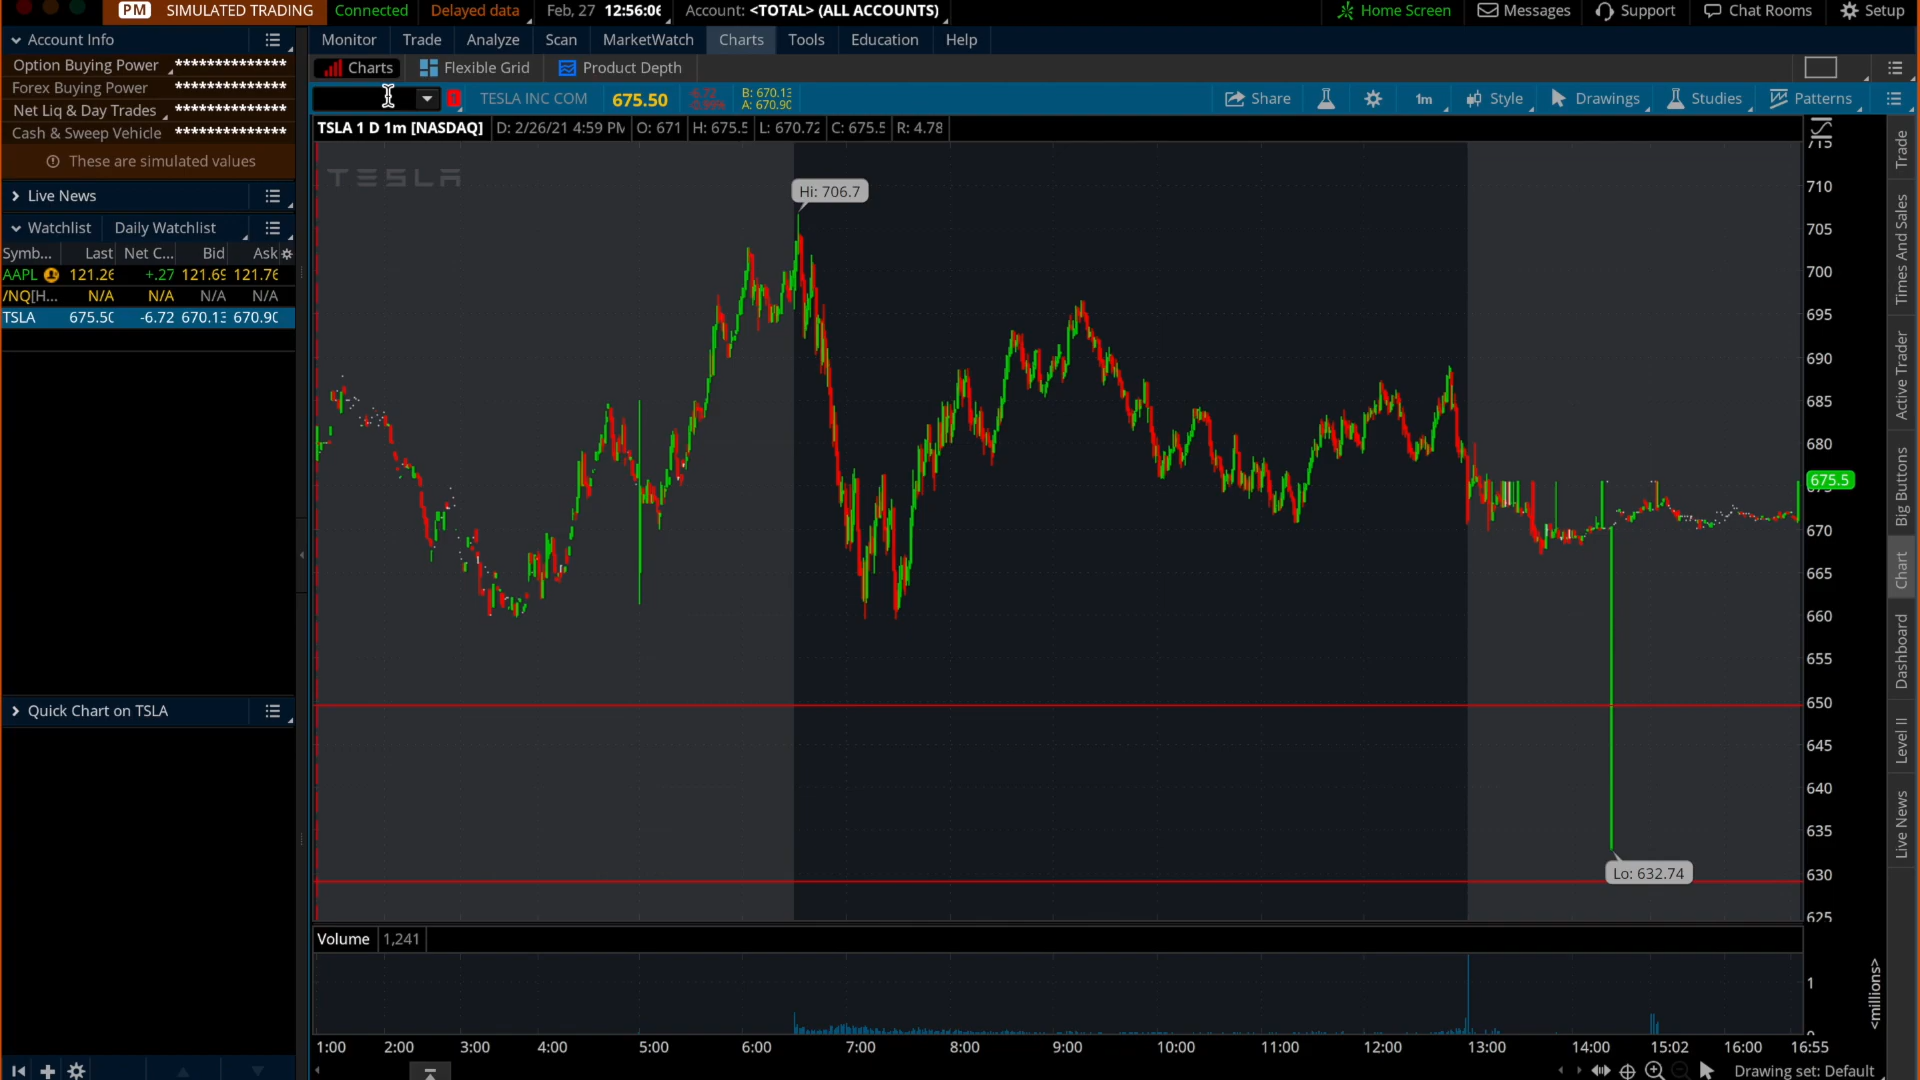 PM SIMULATED TRADING Connected Delayed data Feb, 27 12:56:06 Account: <TOTAL> (ALL ACCOUNTS) Home Screen Messages Support Chat Rooms Setup
Account Info
Option Buying Power **************
Forex Buying Power **************
Net Liq & Day Trades **************
Cash & Sweep Vehicle **************
These are simulated values
Live News
Watchlist Daily Watchlist
Symb... Last Net C... Bid Ask
AAPL 121.26 +.27 121.69 121.76
/NQ[H... N/A N/A N/A N/A
TSLA 675.50 -6.72 670.13 670.90
Quick Chart on TSLA
Monitor Trade Analyze Scan MarketWatch Charts Tools Education Help
Charts Flexible Grid Product Depth
1 TESLA INC COM 675.50 -6.72 B: 670.13
-0.99% A: 670.90
Share 1m Style Drawings Studies Patterns
TSLA 1 D 1m [NASDAQ] D: 2/26/21 4:59 PM O: 671 H: 675.5 L: 670.72 C: 675.5 R: 4.78
TESLA
Hi: 706.7
Lo: 632.74
715
710
705
700
695
690
685
680
675.5
670
665
660
655
650
645
640
635
630
625
Volume 1,241
1
0
<millions>
1:00 2:00 3:00 4:00 5:00 6:00 7:00 8:00 9:00 10:00 11:00 12:00 13:00 14:00 15:02 16:00 16:55
Drawing set: Default
Trade
Times And Sales
Active Trader
Big Buttons
Chart
Dashboard
Level II
Live News